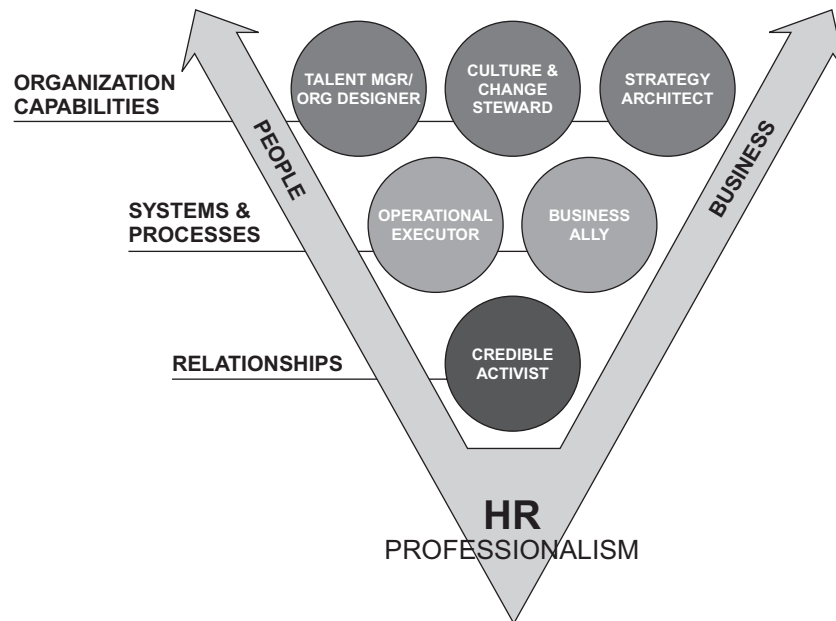 ORGANIZATION
CAPABILITIES
TALENT MGR/
ORG DESIGNER
CULTURE &
CHANGE
STEWARD
STRATEGY
ARCHITECT
PEOPLE
BUSINESS
SYSTEMS &
PROCESSES
OPERATIONAL
EXECUTOR
BUSINESS
ALLY
RELATIONSHIPS
CREDIBLE
ACTIVIST
HR
PROFESSIONALISM